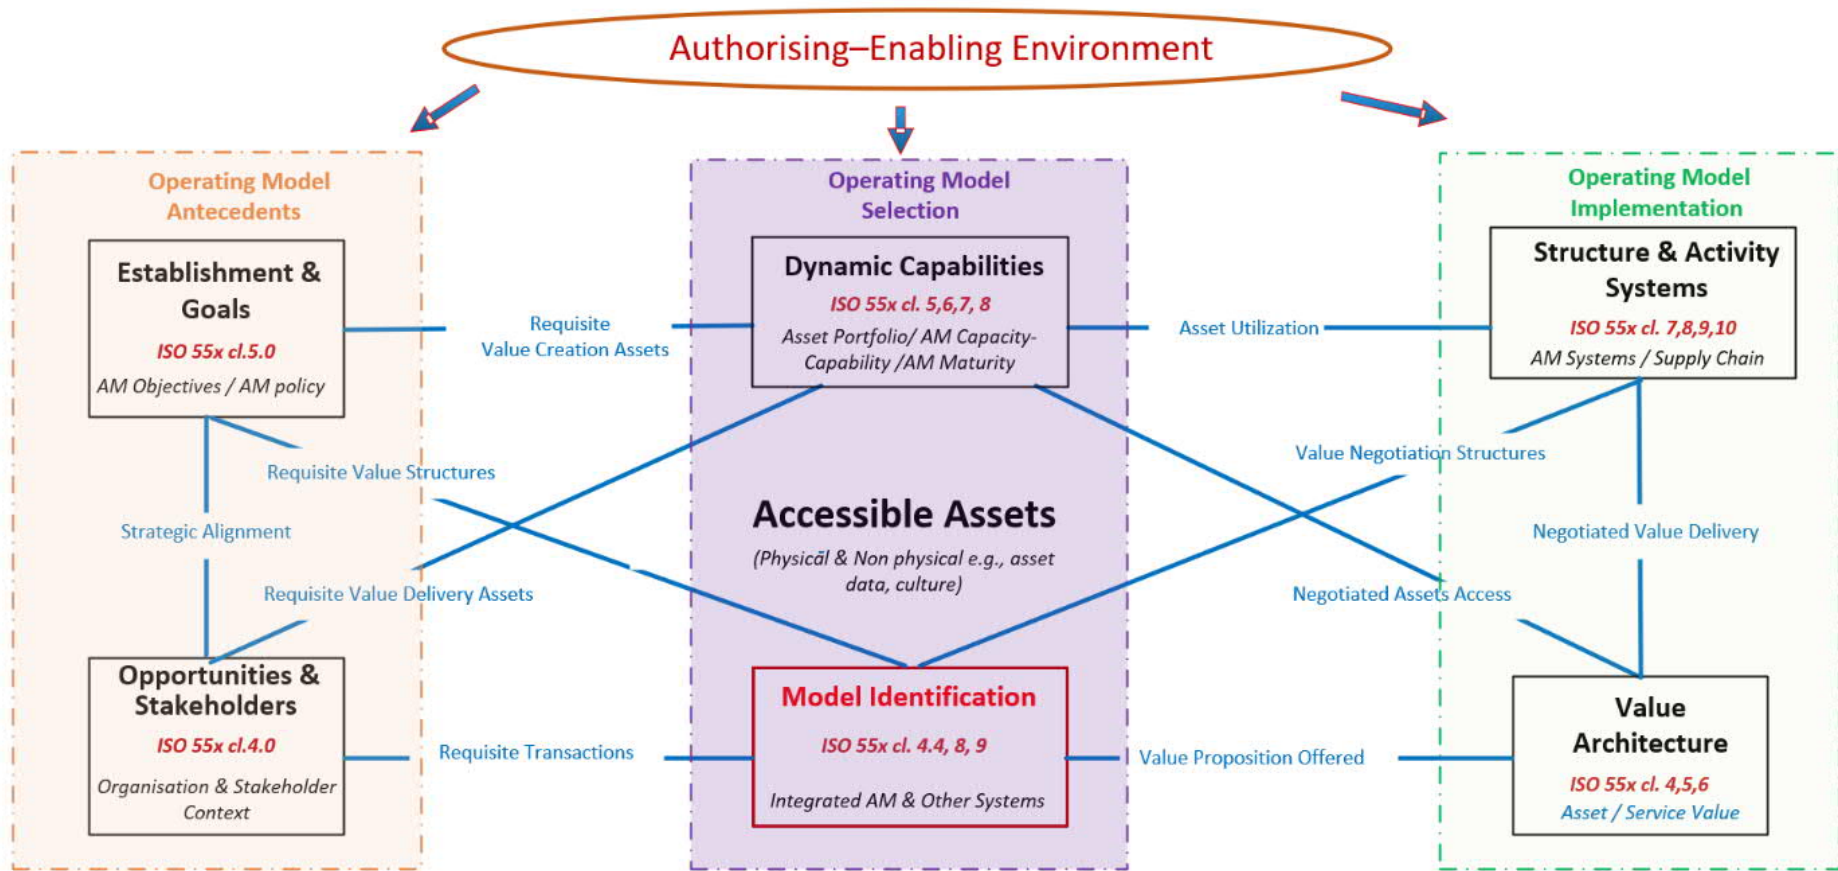 Authorising–Enabling Environment
Operating Model
Antecedents
Establishment &
Goals
ISO 55x cl.5.0
AM Objectives / AM policy
Strategic Alignment
Opportunities &
Stakeholders
ISO 55x cl.4.0
Organisation & Stakeholder
Context
Requisite
Value Creation Assets
Requisite Value Structures
Requisite Value Delivery Assets
Requisite Transactions
Operating Model
Selection
Dynamic Capabilities
ISO 55x cl. 5,6,7, 8
Asset Portfolio/ AM Capacity-
Capability /AM Maturity
Accessible Assets
(Physical & Non physical e.g., asset
data, culture)
Model Identification
ISO 55x cl. 4.4, 8, 9
Integrated AM & Other Systems
Asset Utilization
Value Negotiation Structures
Negotiated Assets Access
Value Proposition Offered
Operating Model
Implementation
Structure & Activity
Systems
ISO 55x cl. 7,8,9,10
AM Systems / Supply Chain
Negotiated Value Delivery
Value
Architecture
ISO 55x cl. 4,5,6
Asset / Service Value